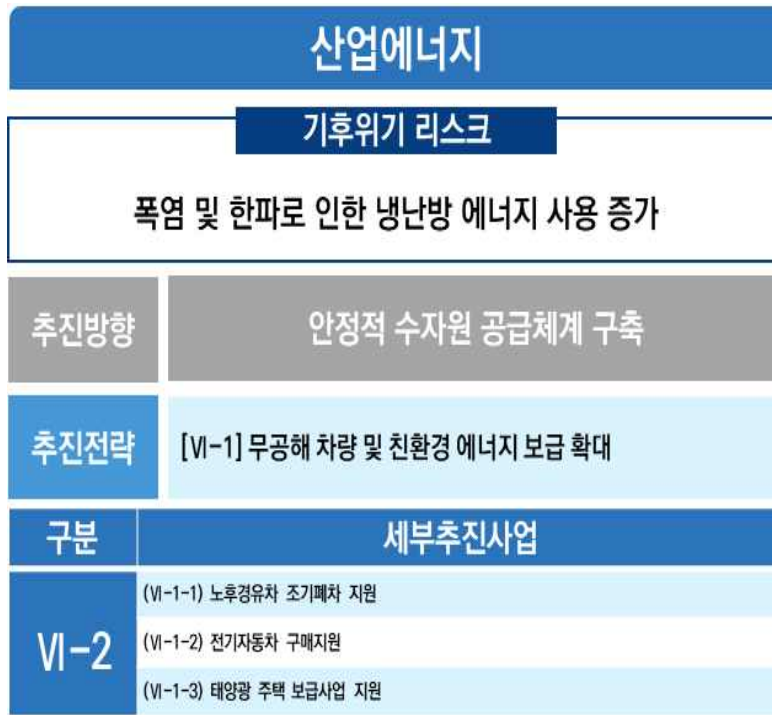 산업에너지
기후위기 리스크
폭염 및 한파로 인한 냉난방 에너지 사용 증가
추진방향
안정적 수자원 공급체계 구축
추진전략
[Ⅵ-1] 무공해 차량 및 친환경 에너지 보급 확대
구분
세부추진사업
Ⅵ-2
(Ⅵ-1-1) 노후경유차 조기폐차 지원
(Ⅵ-1-2) 전기자동차 구매지원
(Ⅵ-1-3) 태양광 주택 보급사업 지원